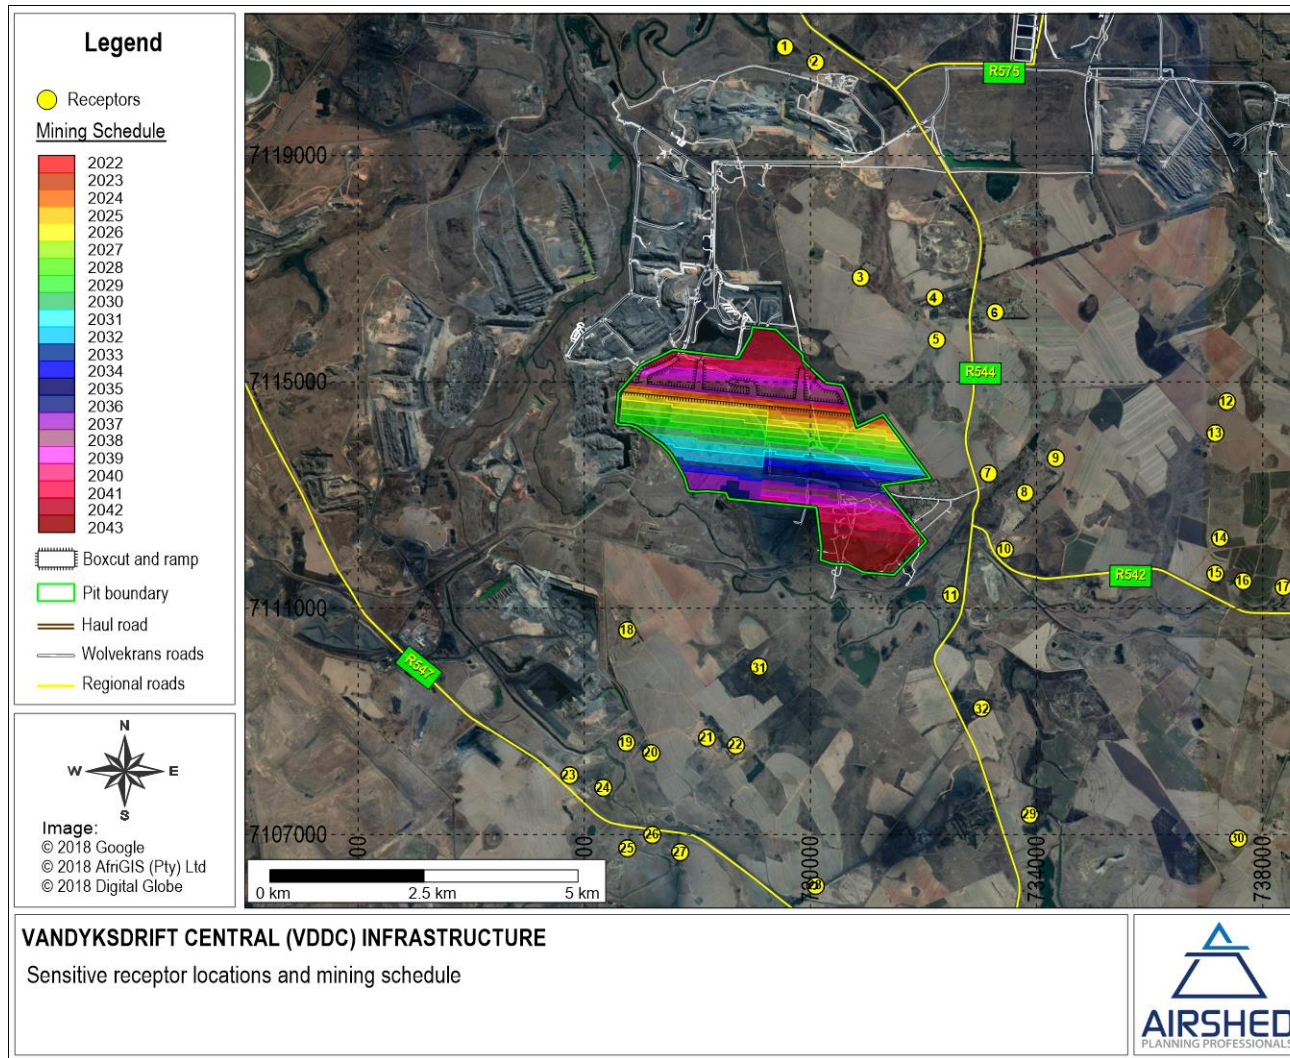 Legend
Receptors
Mining Schedule
2022
2023
2024
2025
2026
2027
2028
2029
2030
2031
2032
2033
2034
2035
2036
2037
2038
2039
2040
2041
2042
2043
Boxcut and ramp
Pit boundary
Haul road
Wolvekrans roads
Regional roads
N
W E
S
Image:
© 2018 Google
© 2018 AfriGIS (Pty) Ltd
© 2018 Digital Globe
1
2
R575
7119000
3
4
6
5
R544
7115000
12
13
9
7
8
14
10
R542
15
16
17
11
7111000
18
R547
31
32
19
20
21
22
23
24
29
7107000
26
30
25
27
28
00
00
730000
734000
738000
0 km 2.5 km 5 km
VANDYKSDRIFT CENTRAL (VDDC) INFRASTRUCTURE
Sensitive receptor locations and mining schedule
AIRSHED
PLANNING PROFESSIONALS